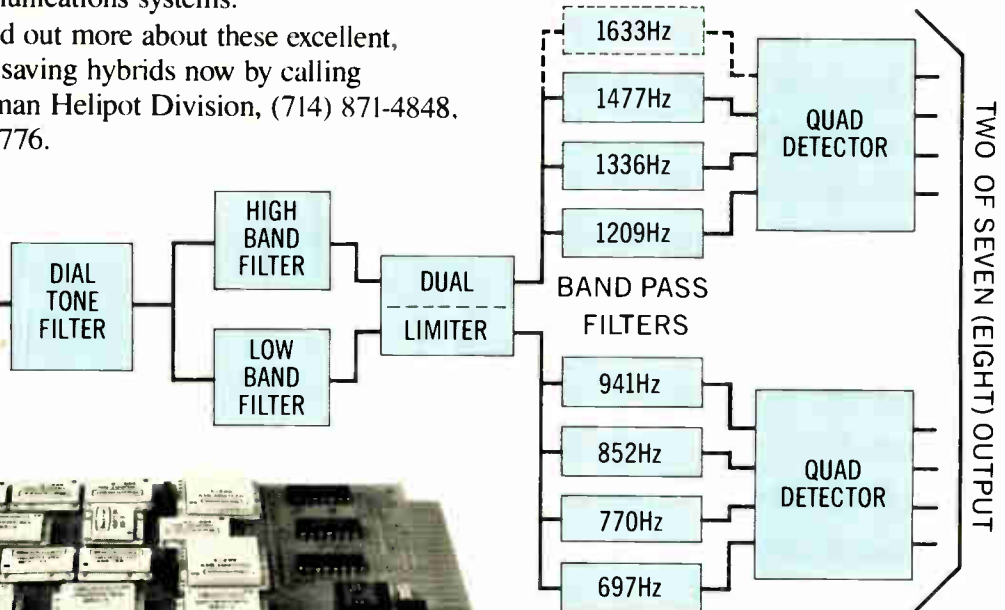 unications systems.
d out more about these excellent,
saving hybrids now by calling
man Helipot Division, (714) 871-4848,
776.
DIAL
TONE
FILTER
HIGH
BAND
FILTER
LOW
BAND
FILTER
DUAL
LIMITER
1633Hz
1477Hz
1336Hz
1209Hz
BAND PASS
FILTERS
941Hz
852Hz
770Hz
697Hz
QUAD
DETECTOR
QUAD
DETECTOR
TWO OF SEVEN (EIGHT) OUTPUT